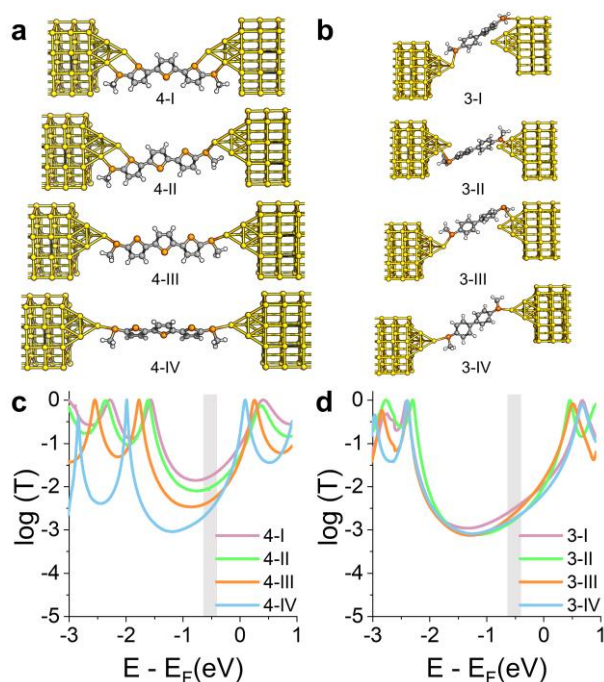 a
4-I
4-II
4-III
4-IV
b
3-I
3-II
3-III
3-IV
c
log (T)
0
-1
-2
-3
-4
-5
4-I
4-II
4-III
4-IV
-3 -2 -1 0 1
E - E_F(eV)
d
log (T)
0
-1
-2
-3
-4
-5
3-I
3-II
3-III
3-IV
-3 -2 -1 0 1
E - E_F(eV)